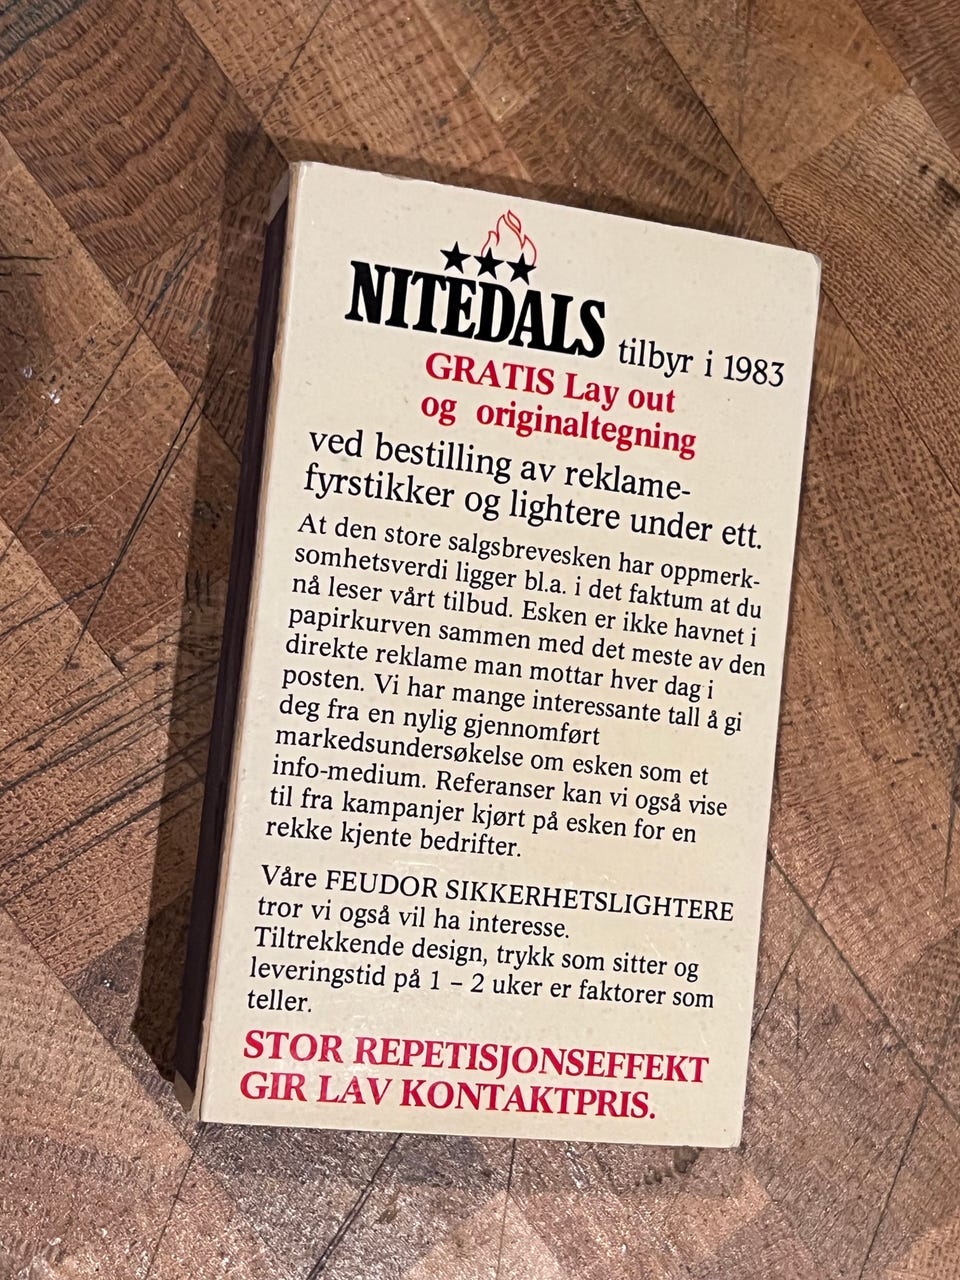 NITEDALS tilbyr i 1983
GRATIS Lay out
og originaltegning
ved bestilling av reklame-
fyrstikker og lightere under ett.
At den store salgsbrevesken har oppmerk-
somhetsverdi ligger bl.a. i det faktum at du
nå leser vårt tilbud. Esken er ikke havnet i
papirkurven sammen med det meste av den
direkte reklame man mottar hver dag i
posten. Vi har mange interessante tall å gi
deg fra en nylig gjennomført
markedsundersøkelse om esken som et
info-medium. Referanser kan vi også vise
til fra kampanjer kjørt på esken for en
rekke kjente bedrifter.
Våre FEUDOR SIKKERHETSLIGHTERE
tror vi også vil ha interesse.
Tiltrekkende design, trykk som sitter og
leveringstid på 1 – 2 uker er faktorer som
teller.
STOR REPETISJONSEFFEKT
GIR LAV KONTAKTPRIS.